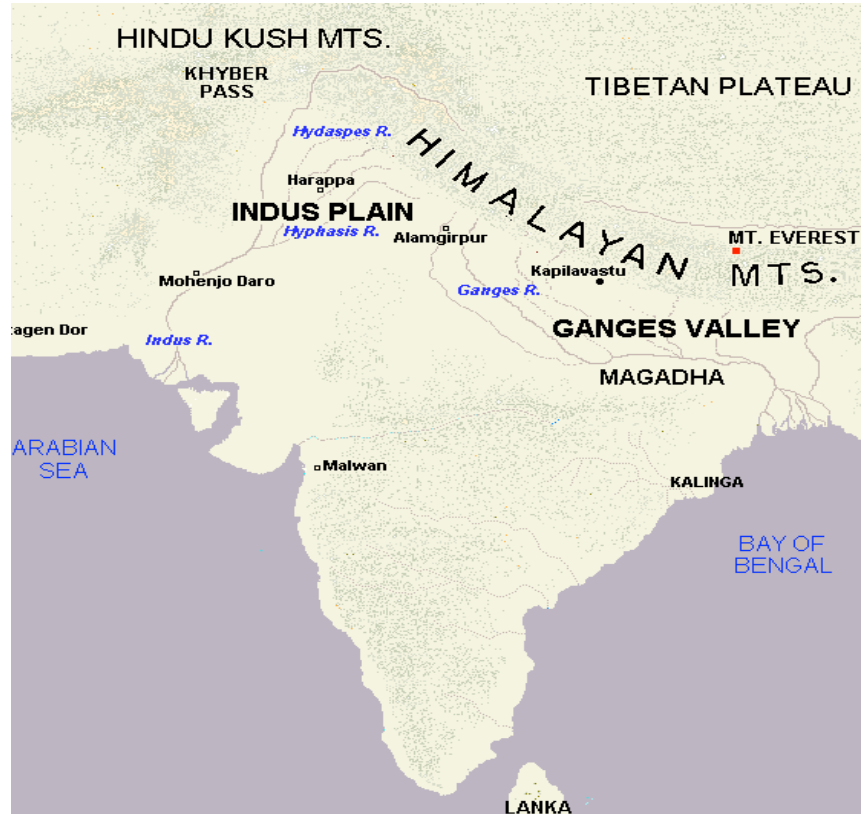 HINDU KUSH MTS.
KHYBER
PASS
TIBETAN PLATEAU
Hydaspes R.
HIMALAYAN
MTS.
Harappa
INDUS PLAIN
Hyphasis R.
Alamgirpur
MT. EVEREST
Kapilavastu
Mohenjo Daro
Ganges R.
tagen Dor
Indus R.
GANGES VALLEY
MAGADHA
ARABIAN
SEA
Malwan
KALINGA
BAY OF
BENGAL
LANKA